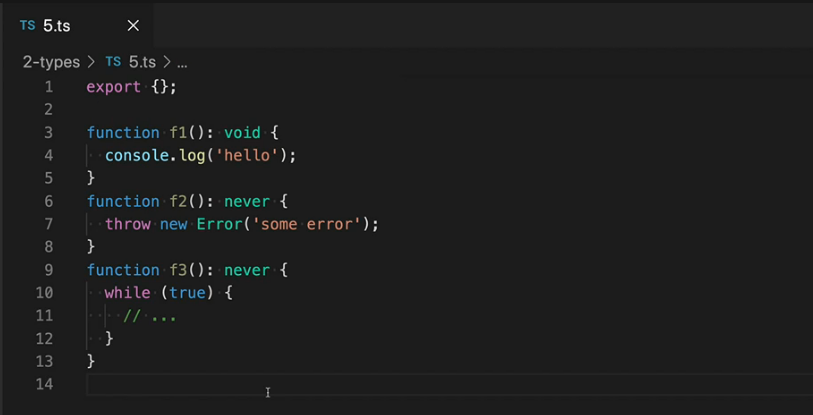 TS 5.ts ×
2-types > TS 5.ts > ...
1 export {};
2
3 function f1(): void {
4   console.log('hello');
5 }
6 function f2(): never {
7   throw new Error('some error');
8 }
9 function f3(): never {
10   while (true) {
11     // ...
12   }
13 }
14